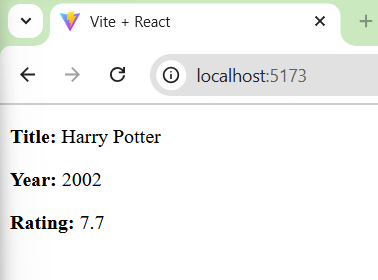 Vite + React
localhost:5173
Title: Harry Potter
Year: 2002
Rating: 7.7